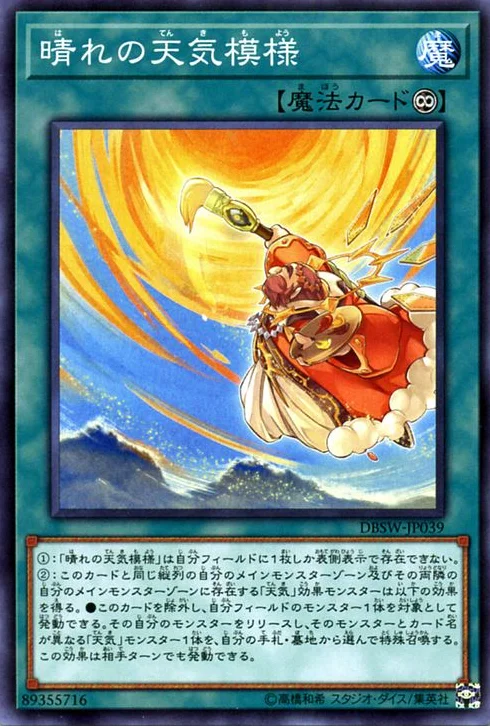 晴れの天気模様
魔
【魔法カード∞】
DBSW-JP039
①：「晴れの天気模様」は自分フィールドに1枚しか表側表示で存在できない。
②：このカードと同じ縦列の自分のメインモンスターゾーン及びその両隣の
自分のメインモンスターゾーンに存在する「天気」効果モンスターは以下の効果
を得る。●このカードを除外し、自分フィールドのモンスター1体を対象として
発動できる。その自分のモンスターをリリースし、そのモンスターとカード名
が異なる「天気」モンスター1体を、自分の手札・墓地から選んで特殊召喚する。
この効果は相手ターンでも発動できる。
89355716
©高橋和希 スタジオ・ダイス/集英社